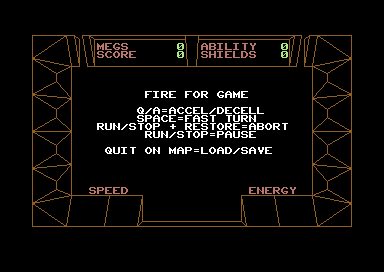 MEGS 0 ABILITY 0
SCORE 0 SHIELDS 0
FIRE FOR GAME
Q/A=ACCEL/DECELL
SPACE=FAST TURN
RUN/STOP + RESTORE=ABORT
RUN/STOP=PAUSE
QUIT ON MAP=LOAD/SAVE
SPEED ENERGY